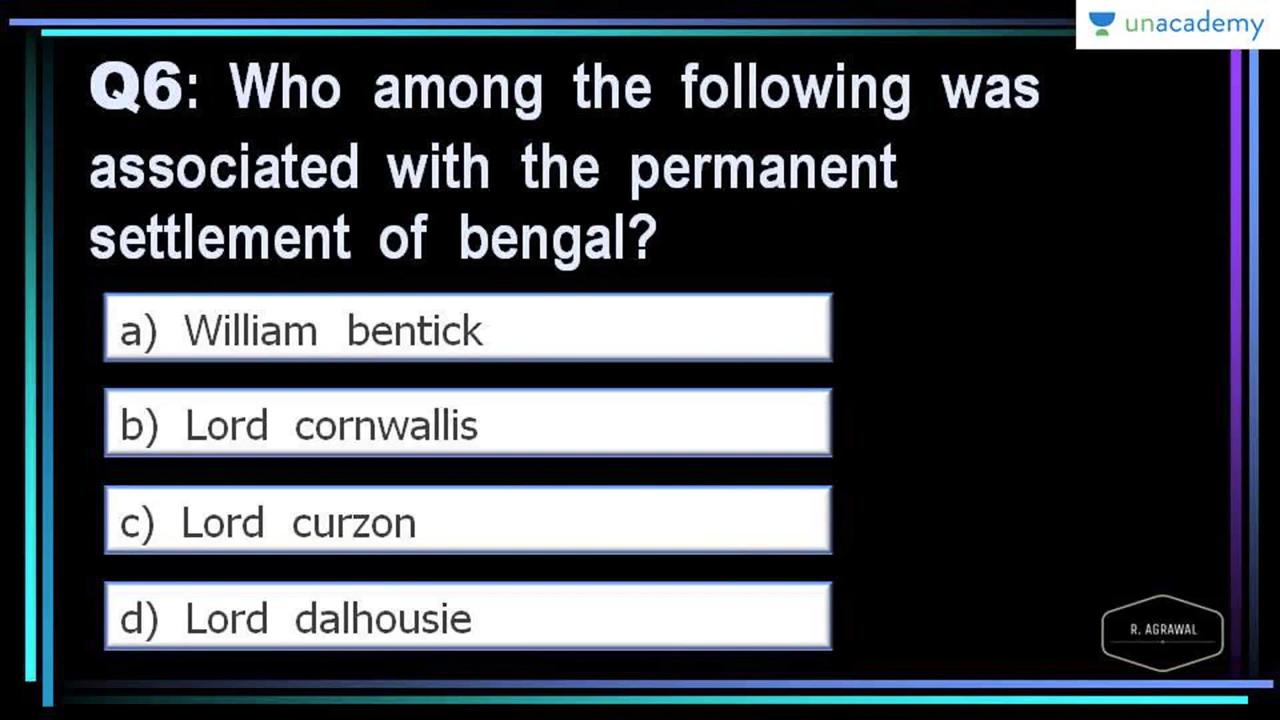 unacademy
Q6: Who among the following was
associated with the permanent
settlement of bengal?
a) William bentick
b) Lord cornwallis
c) Lord curzon
d) Lord dalhousie
R. AGRAWAL